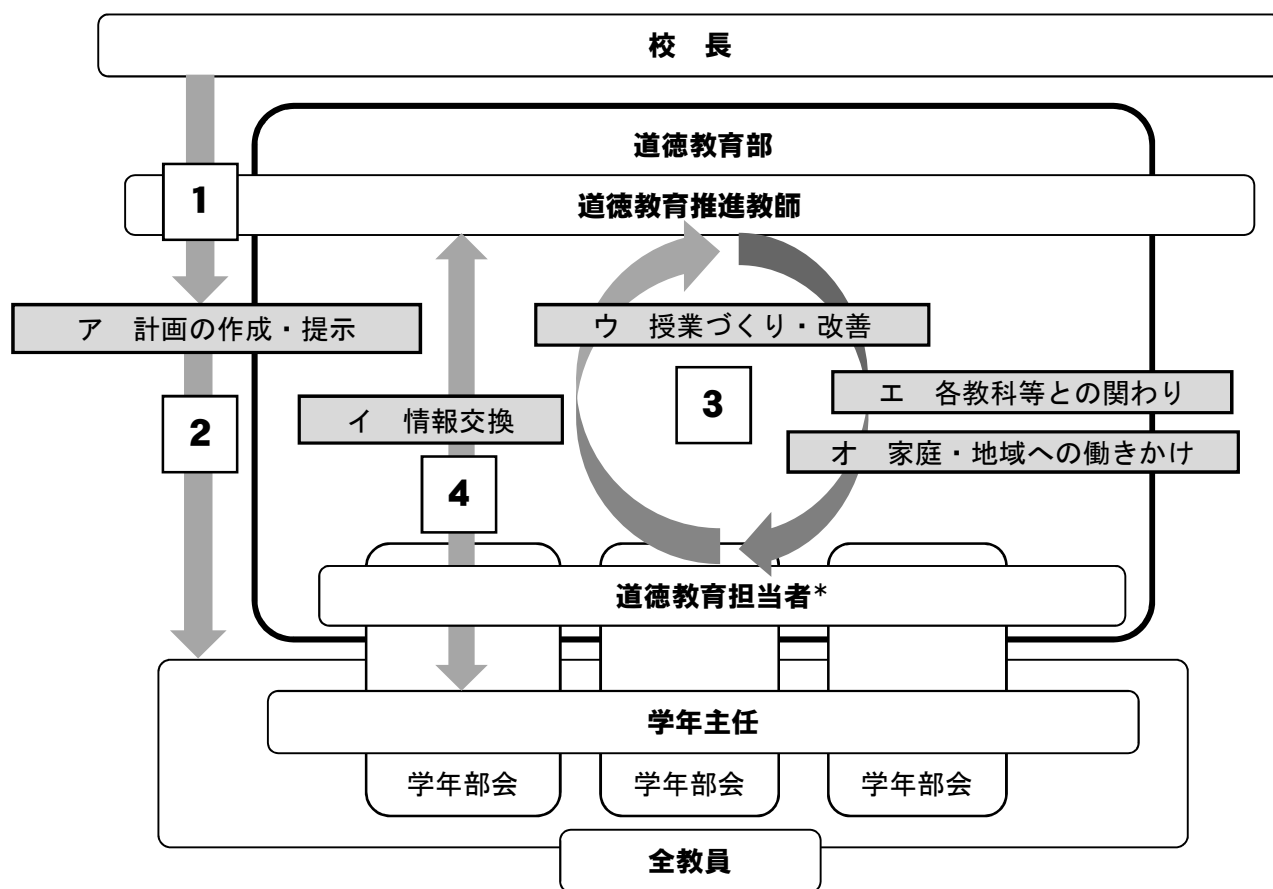 校　長
道徳教育部
1
道徳教育推進教師
ア　計画の作成・提示
ウ　授業づくり・改善
2
イ　情報交換
3
エ　各教科等との関わり
オ　家庭・地域への働きかけ
4
道徳教育担当者*
学年主任
学年部会
学年部会
学年部会
全教員